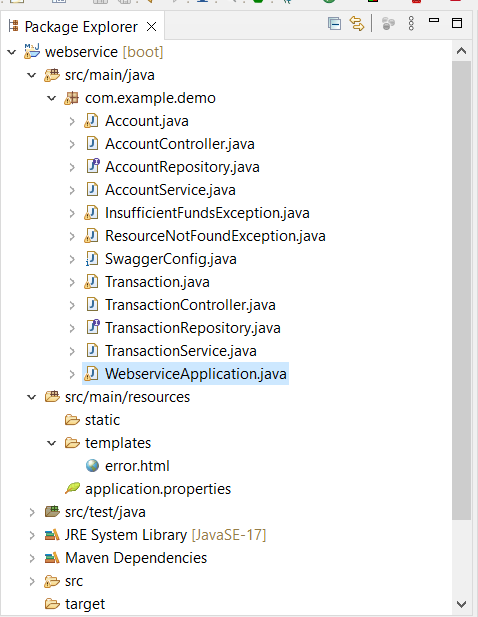 Package Explorer
webservice [boot]
src/main/java
com.example.demo
Account.java
AccountController.java
AccountRepository.java
AccountService.java
InsufficientFundsException.java
ResourceNotFoundException.java
SwaggerConfig.java
Transaction.java
TransactionController.java
TransactionRepository.java
TransactionService.java
WebserviceApplication.java
src/main/resources
static
templates
error.html
application.properties
src/test/java
JRE System Library [JavaSE-17]
Maven Dependencies
src
target